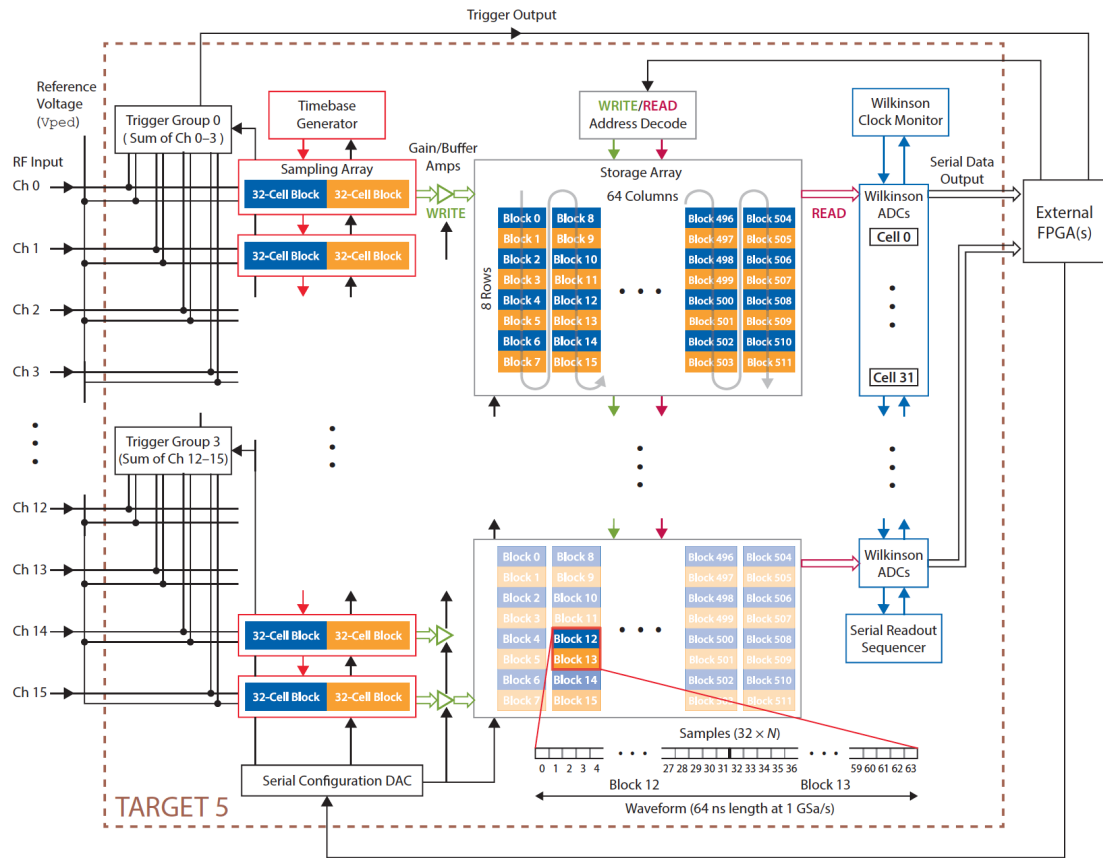 Trigger Output
Reference
Voltage
(Vped)
RF Input
Trigger Group 0
( Sum of Ch 0–3 )
Timebase
Generator
Sampling Array
32-Cell Block
32-Cell Block
32-Cell Block
32-Cell Block
Gain/Buffer
Amps
WRITE
WRITE/READ
Address Decode
Storage Array
64 Columns
8 Rows
Block 0
Block 1
Block 2
Block 3
Block 4
Block 5
Block 6
Block 7
Block 8
Block 9
Block 10
Block 11
Block 12
Block 13
Block 14
Block 15
• • •
Block 496
Block 497
Block 498
Block 499
Block 500
Block 501
Block 502
Block 503
Block 504
Block 505
Block 506
Block 507
Block 508
Block 509
Block 510
Block 511
READ
Wilkinson
Clock Monitor
Wilkinson
ADCs
Cell 0
Cell 31
Serial Data
Output
External
FPGA(s)
Ch 0
Ch 1
Ch 2
Ch 3
Trigger Group 3
(Sum of Ch 12–15)
Ch 12
Ch 13
Ch 14
Ch 15
32-Cell Block
32-Cell Block
32-Cell Block
32-Cell Block
Block 0
Block 1
Block 2
Block 3
Block 4
Block 5
Block 6
Block 7
Block 8
Block 9
Block 10
Block 11
Block 12
Block 13
Block 14
Block 15
• • •
Block 496
Block 497
Block 498
Block 499
Block 500
Block 501
Block 502
Block 504
Block 505
Block 506
Block 507
Block 508
Block 509
Block 510
Block 511
Wilkinson
ADCs
Serial Readout
Sequencer
Samples (32 × N)
0 1 2 3 4 27 28 29 30 31 32 33 34 35 36 59 60 61 62 63
Block 12 Block 13
Waveform (64 ns length at 1 GSa/s)
Serial Configuration DAC
TARGET 5